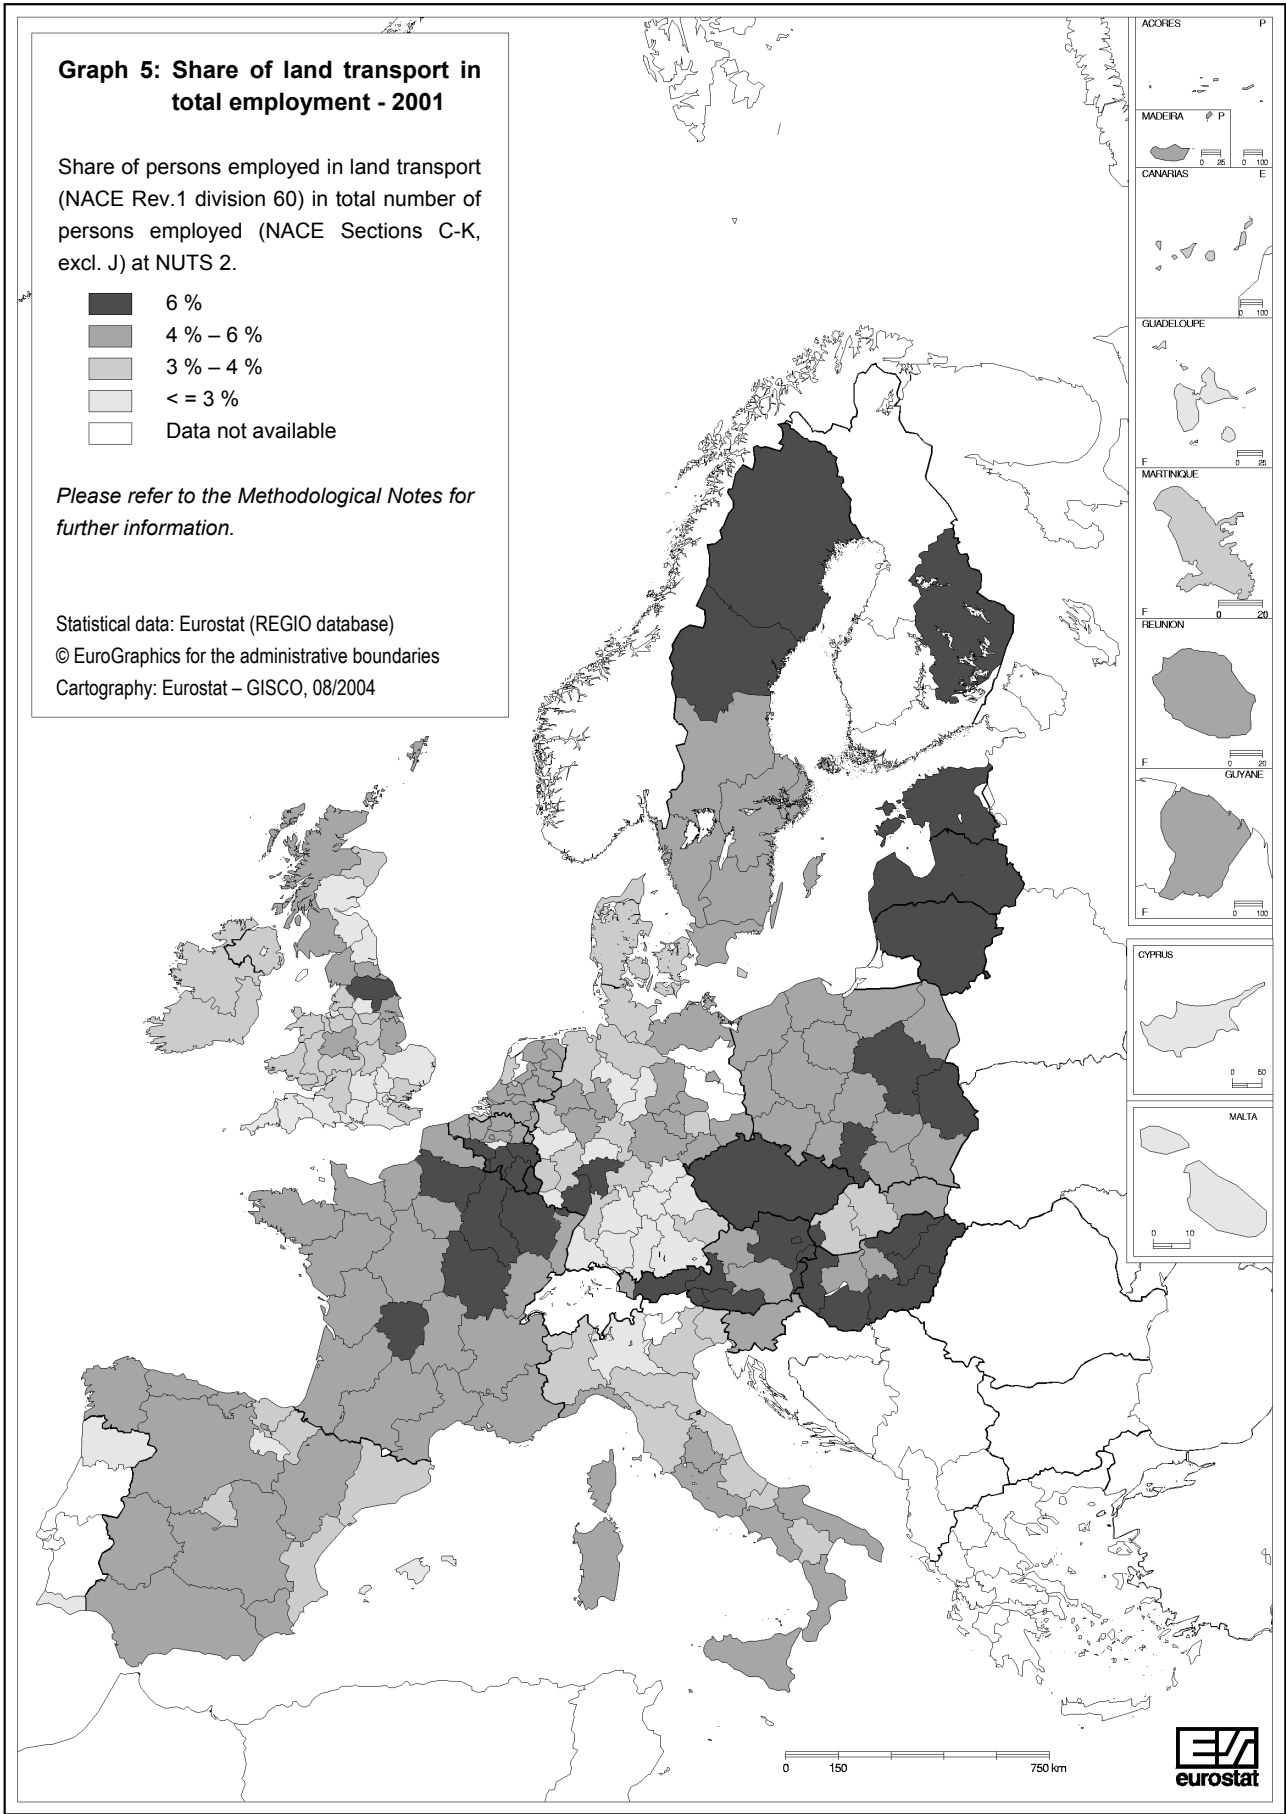 Graph 5: Share of land transport in
total employment - 2001
Share of persons employed in land transport
(NACE Rev.1 division 60) in total number of
persons employed (NACE Sections C-K,
excl. J) at NUTS 2.
6 %
4 % – 6 %
3 % – 4 %
< = 3 %
Data not available
Please refer to the Methodological Notes for
further information.
Statistical data: Eurostat (REGIO database)
© EuroGraphics for the administrative boundaries
Cartography: Eurostat – GISCO, 08/2004
ACORES P
MADEIRA P
0 25
0 100
CANARIAS E
0 100
GUADELOUPE
F
0 25
MARTINIQUE
F
0 20
REUNION
F
0 20
GUYANE
F
0 100
CYPRUS
0 50
MALTA
0 10
0 150 750 km
eurostat